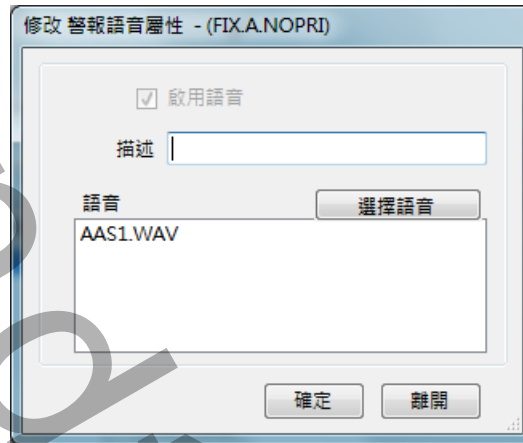 修改 警報語音屬性 - (FIX.A.NOPRI)
啟用語音
描述
語音 選擇語音
AAS1.WAV
確定 離開